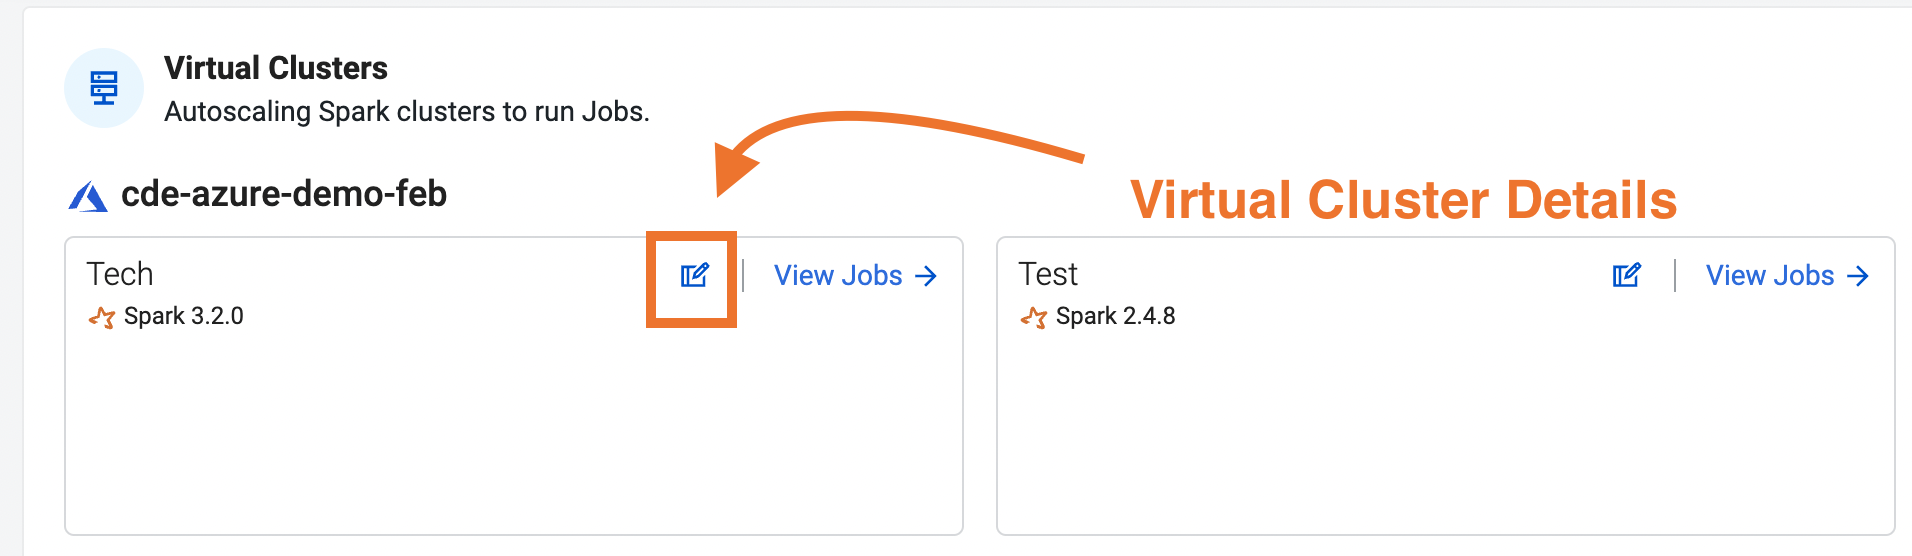 Virtual Clusters
Autoscaling Spark clusters to run Jobs.
cde-azure-demo-feb
Virtual Cluster Details
Tech
View Jobs
Spark 3.2.0
Test
View Jobs
Spark 2.4.8